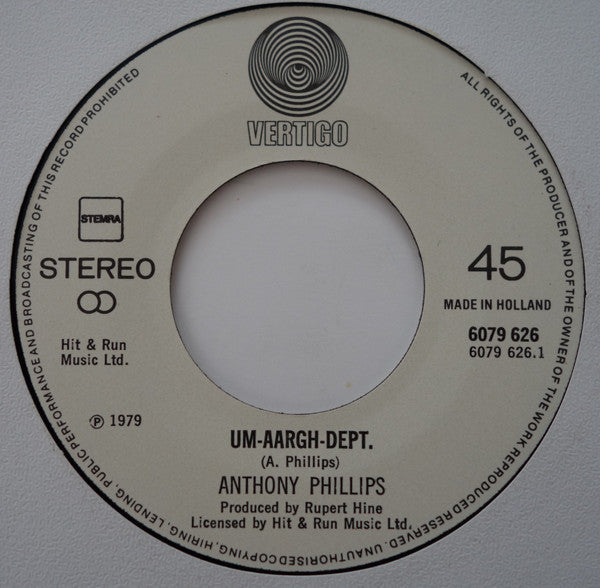 VERTIGO
ALL RIGHTS OF THE PRODUCER AND OF THE OWNER OF THE WORK REPRODUCED RESERVED. UNAUTHORISED COPYING, HIRING, LENDING, PUBLIC PERFORMANCE AND BROADCASTING OF THIS RECORD PROHIBITED
STEMRA
STEREO
Hit & Run
Music Ltd.
℗ 1979
45
MADE IN HOLLAND
6079 626
6079 626.1
UM-AARGH-DEPT.
(A. Phillips)
ANTHONY PHILLIPS
Produced by Rupert Hine
Licensed by Hit & Run Music Ltd.